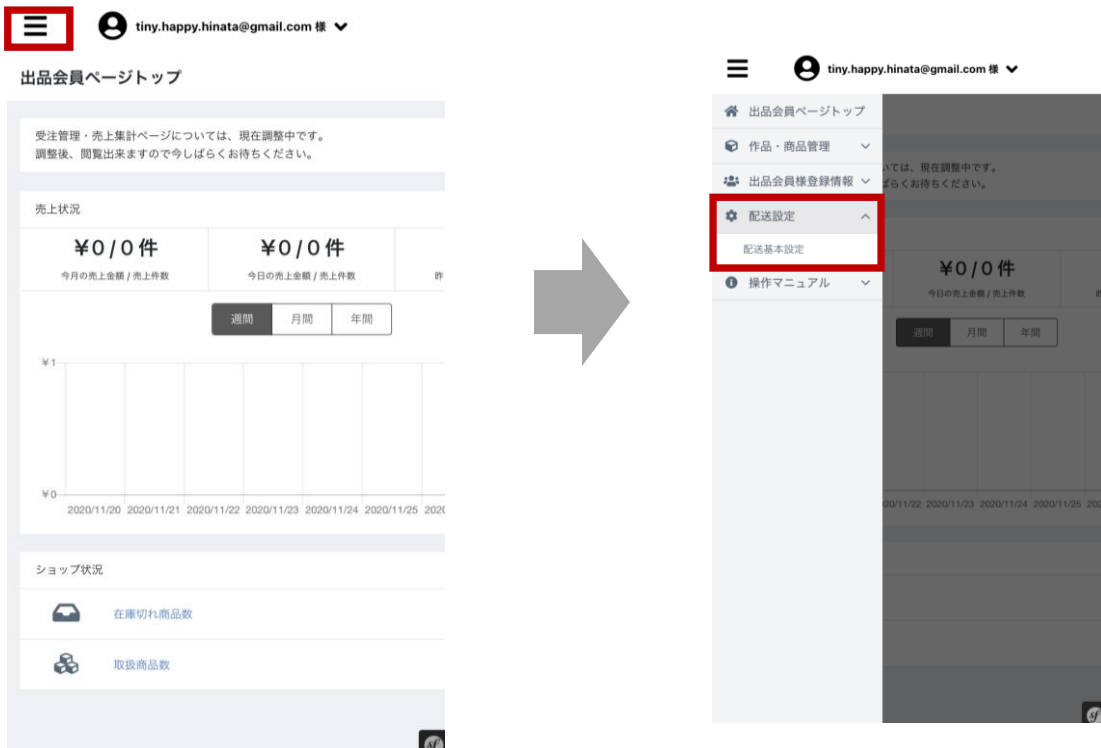 tiny.happy.hinata@gmail.com 様
出品会員ページトップ
受注管理・売上集計ページについては、現在調整中です。
調整後、閲覧出来ますので今しばらくお待ちください。
売上状況
¥0 / 0 件
今月の売上金額 / 売上件数
¥0 / 0 件
今日の売上金額 / 売上件数
昨
週間
月間
年間
¥1
¥0
2020/11/20 2020/11/21 2020/11/22 2020/11/23 2020/11/24 2020/11/25 2020
ショップ状況
在庫切れ商品数
取扱商品数
sf
tiny.happy.hinata@gmail.com 様
出品会員ページトップ
作品・商品管理
出品会員様登録情報
配送設定
配送基本設定
操作マニュアル
いては、現在調整中です。
ばらくお待ちください。
¥0 / 0 件
今日の売上金額 / 売上件数
週間
月間
年間
20/11/22 2020/11/23 2020/11/24 2020/11/25 202
sf